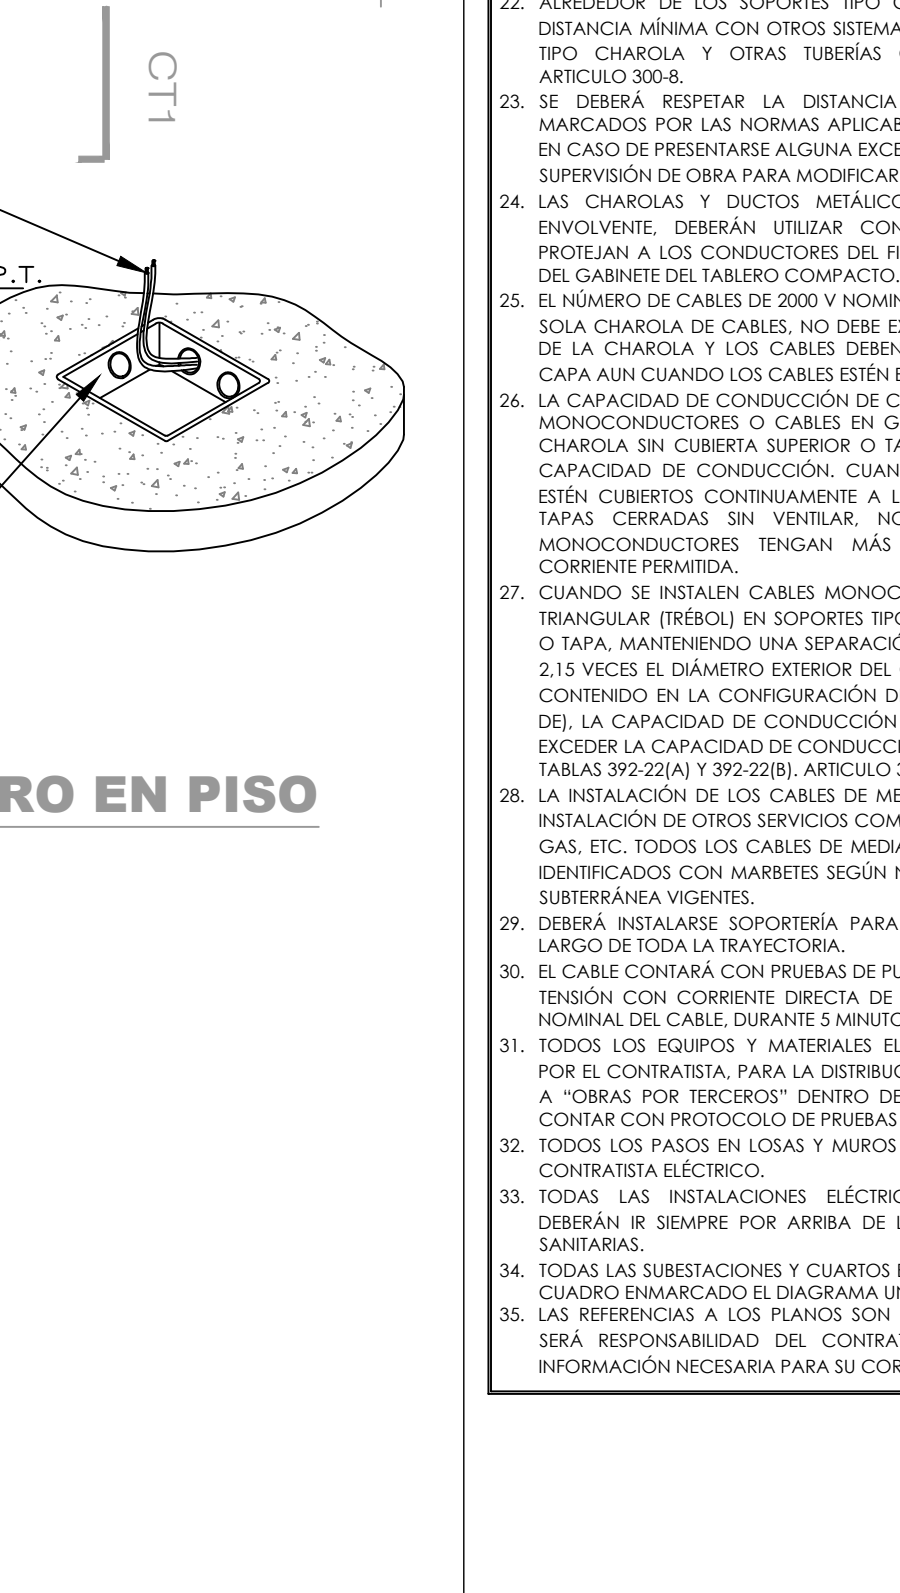 CT1
P.T.
RO EN PISO
22. ALREDEDOR DE LOS SOPORTES TIPO
DISTANCIA MÍNIMA CON OTROS SISTEMA
TIPO CHAROLA Y OTRAS TUBERÍAS
ARTICULO 300-8.
23. SE DEBERÁ RESPETAR LA DISTANCIA
MARCADOS POR LAS NORMAS APLICAB
EN CASO DE PRESENTARSE ALGUNA EXCE
SUPERVISIÓN DE OBRA PARA MODIFICAR
24. LAS CHAROLAS Y DUCTOS METÁLICO
ENVOLVENTE, DEBERÁN UTILIZAR CON
PROTEJAN A LOS CONDUCTORES DEL FI
DEL GABINETE DEL TABLERO COMPACTO.
25. EL NÚMERO DE CABLES DE 2000 V NOMIN
SOLA CHAROLA DE CABLES, NO DEBE EX
DE LA CHAROLA Y LOS CABLES DEBEN
CAPA AUN CUANDO LOS CABLES ESTÉN E
26. LA CAPACIDAD DE CONDUCCIÓN DE C
MONOCONDUCTORES O CABLES EN G
CHAROLA SIN CUBIERTA SUPERIOR O TA
CAPACIDAD DE CONDUCCIÓN. CUAN
ESTÉN CUBIERTOS CONTINUAMENTE A L
TAPAS CERRADAS SIN VENTILAR, NO
MONOCONDUCTORES TENGAN MÁS
CORRIENTE PERMITIDA.
27. CUANDO SE INSTALEN CABLES MONOC
TRIANGULAR (TRÉBOL) EN SOPORTES TIPO
O TAPA, MANTENIENDO UNA SEPARACIÓ
2,15 VECES EL DIÁMETRO EXTERIOR DEL
CONTENIDO EN LA CONFIGURACIÓN D
DE), LA CAPACIDAD DE CONDUCCIÓN
EXCEDER LA CAPACIDAD DE CONDUCCI
TABLAS 392-22(A) Y 392-22(B). ARTICULO 3
28. LA INSTALACIÓN DE LOS CABLES DE ME
INSTALACIÓN DE OTROS SERVICIOS COM
GAS, ETC. TODOS LOS CABLES DE MEDIA
IDENTIFICADOS CON MARBETES SEGÚN N
SUBTERRÁNEA VIGENTES.
29. DEBERÁ INSTALARSE SOPORTERÍA PARA
LARGO DE TODA LA TRAYECTORIA.
30. EL CABLE CONTARÁ CON PRUEBAS DE PU
TENSIÓN CON CORRIENTE DIRECTA DE
NOMINAL DEL CABLE, DURANTE 5 MINUTO
31. TODOS LOS EQUIPOS Y MATERIALES EL
POR EL CONTRATISTA, PARA LA DISTRIBUC
A “OBRAS POR TERCEROS” DENTRO DE
CONTAR CON PROTOCOLO DE PRUEBAS
32. TODOS LOS PASOS EN LOSAS Y MUROS
CONTRATISTA ELÉCTRICO.
33. TODAS LAS INSTALACIONES ELÉCTRIC
DEBERÁN IR SIEMPRE POR ARRIBA DE L
SANITARIAS.
34. TODAS LAS SUBESTACIONES Y CUARTOS E
CUADRO ENMARCADO EL DIAGRAMA UN
35. LAS REFERENCIAS A LOS PLANOS SON
SERÁ RESPONSABILIDAD DEL CONTRAT
INFORMACIÓN NECESARIA PARA SU COR